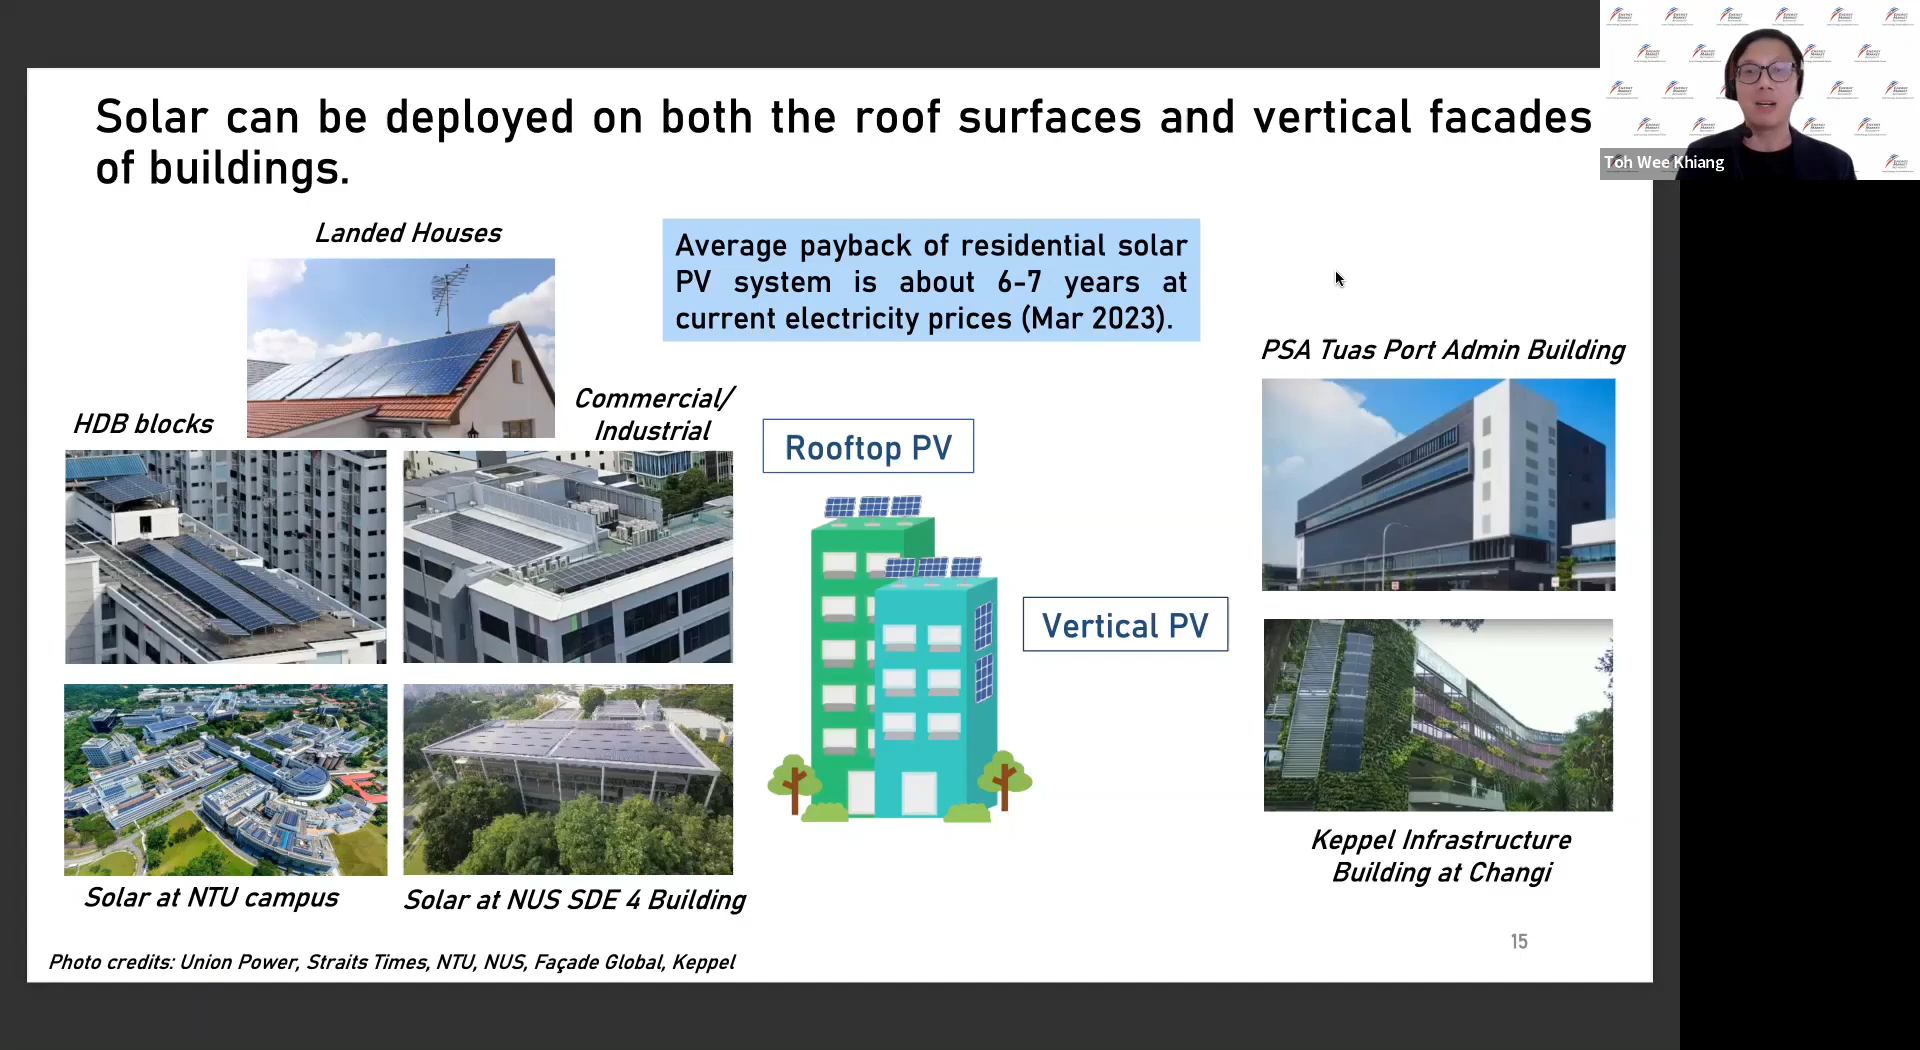 Solar can be deployed on both the roof surfaces and vertical facades
of buildings.
Toh Wee Khiang
Landed Houses
Average payback of residential solar
PV system is about 6-7 years at
current electricity prices (Mar 2023).
HDB blocks
Commercial/
Industrial
Rooftop PV
Vertical PV
PSA Tuas Port Admin Building
Keppel Infrastructure
Building at Changi
Solar at NTU campus
Solar at NUS SDE 4 Building
15
Photo credits: Union Power, Straits Times, NTU, NUS, Façade Global, Keppel